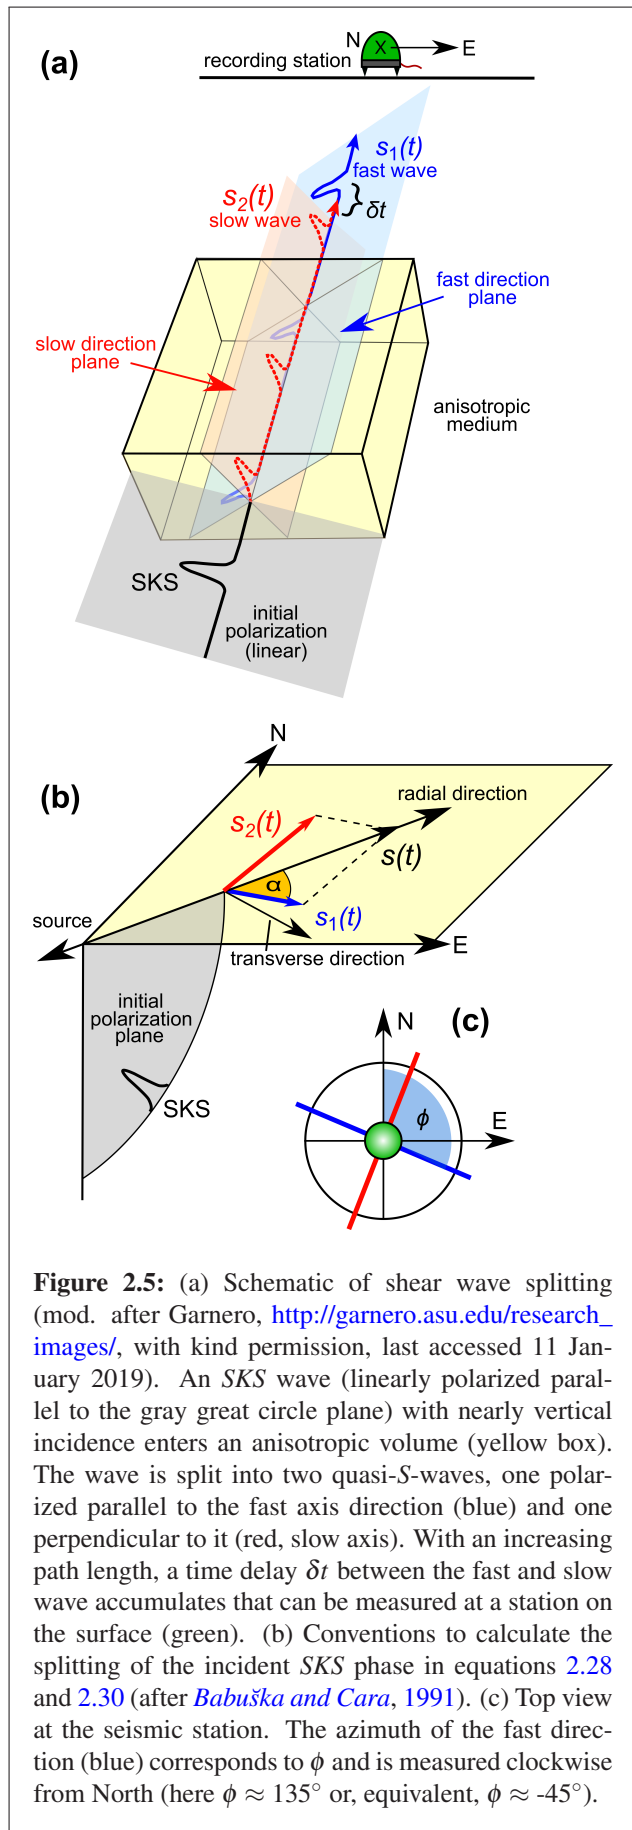 (a)
N
X
E
recording station
s1(t)
fast wave
s2(t)
slow wave
δt
fast direction
plane
slow direction
plane
anisotropic
medium
SKS
initial
polarization
(linear)
N
(b)
radial direction
s2(t)
s(t)
α
s1(t)
source
E
transverse direction
initial
polarization
plane
SKS
(c)
N
ϕ
E
Figure 2.5: (a) Schematic of shear wave splitting
(mod. after Garnero, http://garnero.asu.edu/research_
images/, with kind permission, last accessed 11 Jan-
uary 2019). An SKS wave (linearly polarized paral-
lel to the gray great circle plane) with nearly vertical
incidence enters an anisotropic volume (yellow box).
The wave is split into two quasi-S-waves, one polar-
ized parallel to the fast axis direction (blue) and one
perpendicular to it (red, slow axis). With an increasing
path length, a time delay δt between the fast and slow
wave accumulates that can be measured at a station on
the surface (green). (b) Conventions to calculate the
splitting of the incident SKS phase in equations 2.28
and 2.30 (after Babuška and Cara, 1991). (c) Top view
at the seismic station. The azimuth of the fast direc-
tion (blue) corresponds to ϕ and is measured clockwise
from North (here ϕ ≈ 135° or, equivalent, ϕ ≈ -45°).